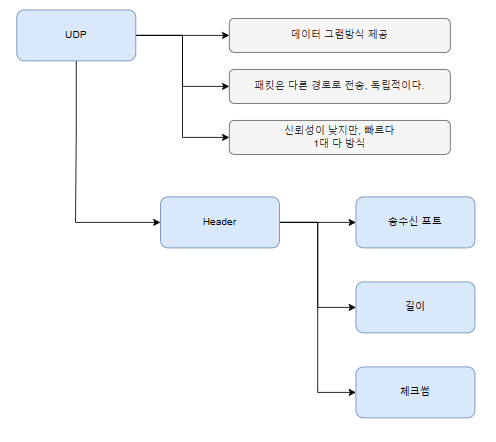 UDP
데이터 그램방식 제공
패킷은 다른 경로로 전송, 독립적이다.
신뢰성이 낮지만, 빠르다
1대 다 방식
Header
송수신 포트
길이
체크썸